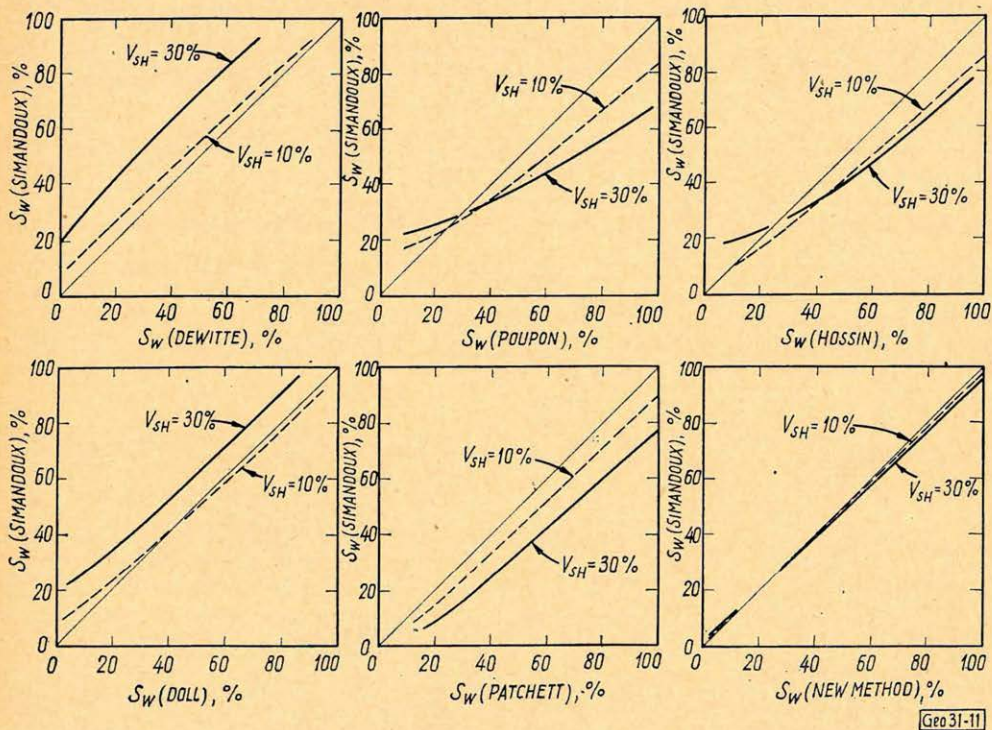 S_W (SIMANDOUX), %
100
80
60
40
20
0
V_SH = 30%
V_SH = 10%
0 20 40 60 80 100
S_W (DEWITTE), %
S_W (SIMANDOUX), %
100
80
60
40
20
0
V_SH = 10%
V_SH = 30%
0 20 40 60 80 100
S_W (POUPON), %
S_W (SIMANDOUX), %
100
80
60
40
20
0
V_SH = 10%
V_SH = 30%
0 20 40 60 80 100
S_W (HOSSIN), %
S_W (SIMANDOUX), %
100
80
60
40
20
0
V_SH = 30%
V_SH = 10%
0 20 40 60 80 100
S_W (DOLL), %
S_W (SIMANDOUX), %
100
80
60
40
20
0
V_SH = 10%
V_SH = 30%
0 20 40 60 80 100
S_W (PATCHETT), %
S_W (SIMANDOUX), %
100
80
60
40
20
0
V_SH = 10%
V_SH = 30%
0 20 40 60 80 100
S_W (NEW METHOD), %
Geo 31-11